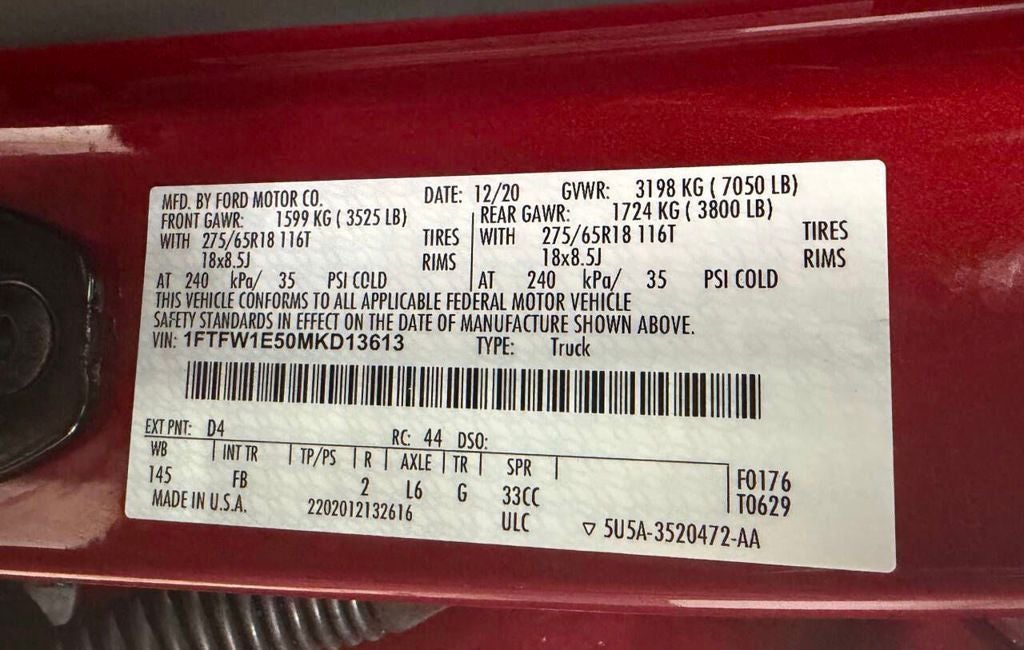 MFD. BY FORD MOTOR CO. DATE: 12/20 GVWR: 3198 KG ( 7050 LB)
FRONT GAWR: 1599 KG ( 3525 LB) REAR GAWR: 1724 KG ( 3800 LB)
WITH 275/65R18 116T TIRES WITH 275/65R18 116T TIRES
18x8.5J RIMS 18x8.5J RIMS
AT 240 kPa/ 35 PSI COLD AT 240 kPa/ 35 PSI COLD
THIS VEHICLE CONFORMS TO ALL APPLICABLE FEDERAL MOTOR VEHICLE
SAFETY STANDARDS IN EFFECT ON THE DATE OF MANUFACTURE SHOWN ABOVE.
VIN: 1FTFW1E50MKD13613 TYPE: Truck
EXT PNT: D4 RC: 44 DSO:
WB INT TR TP/PS R AXLE TR SPR F0176
145 FB 2 L6 G 33CC T0629
MADE IN U.S.A. 2202012132616 ULC ▽ 5U5A-3520472-AA